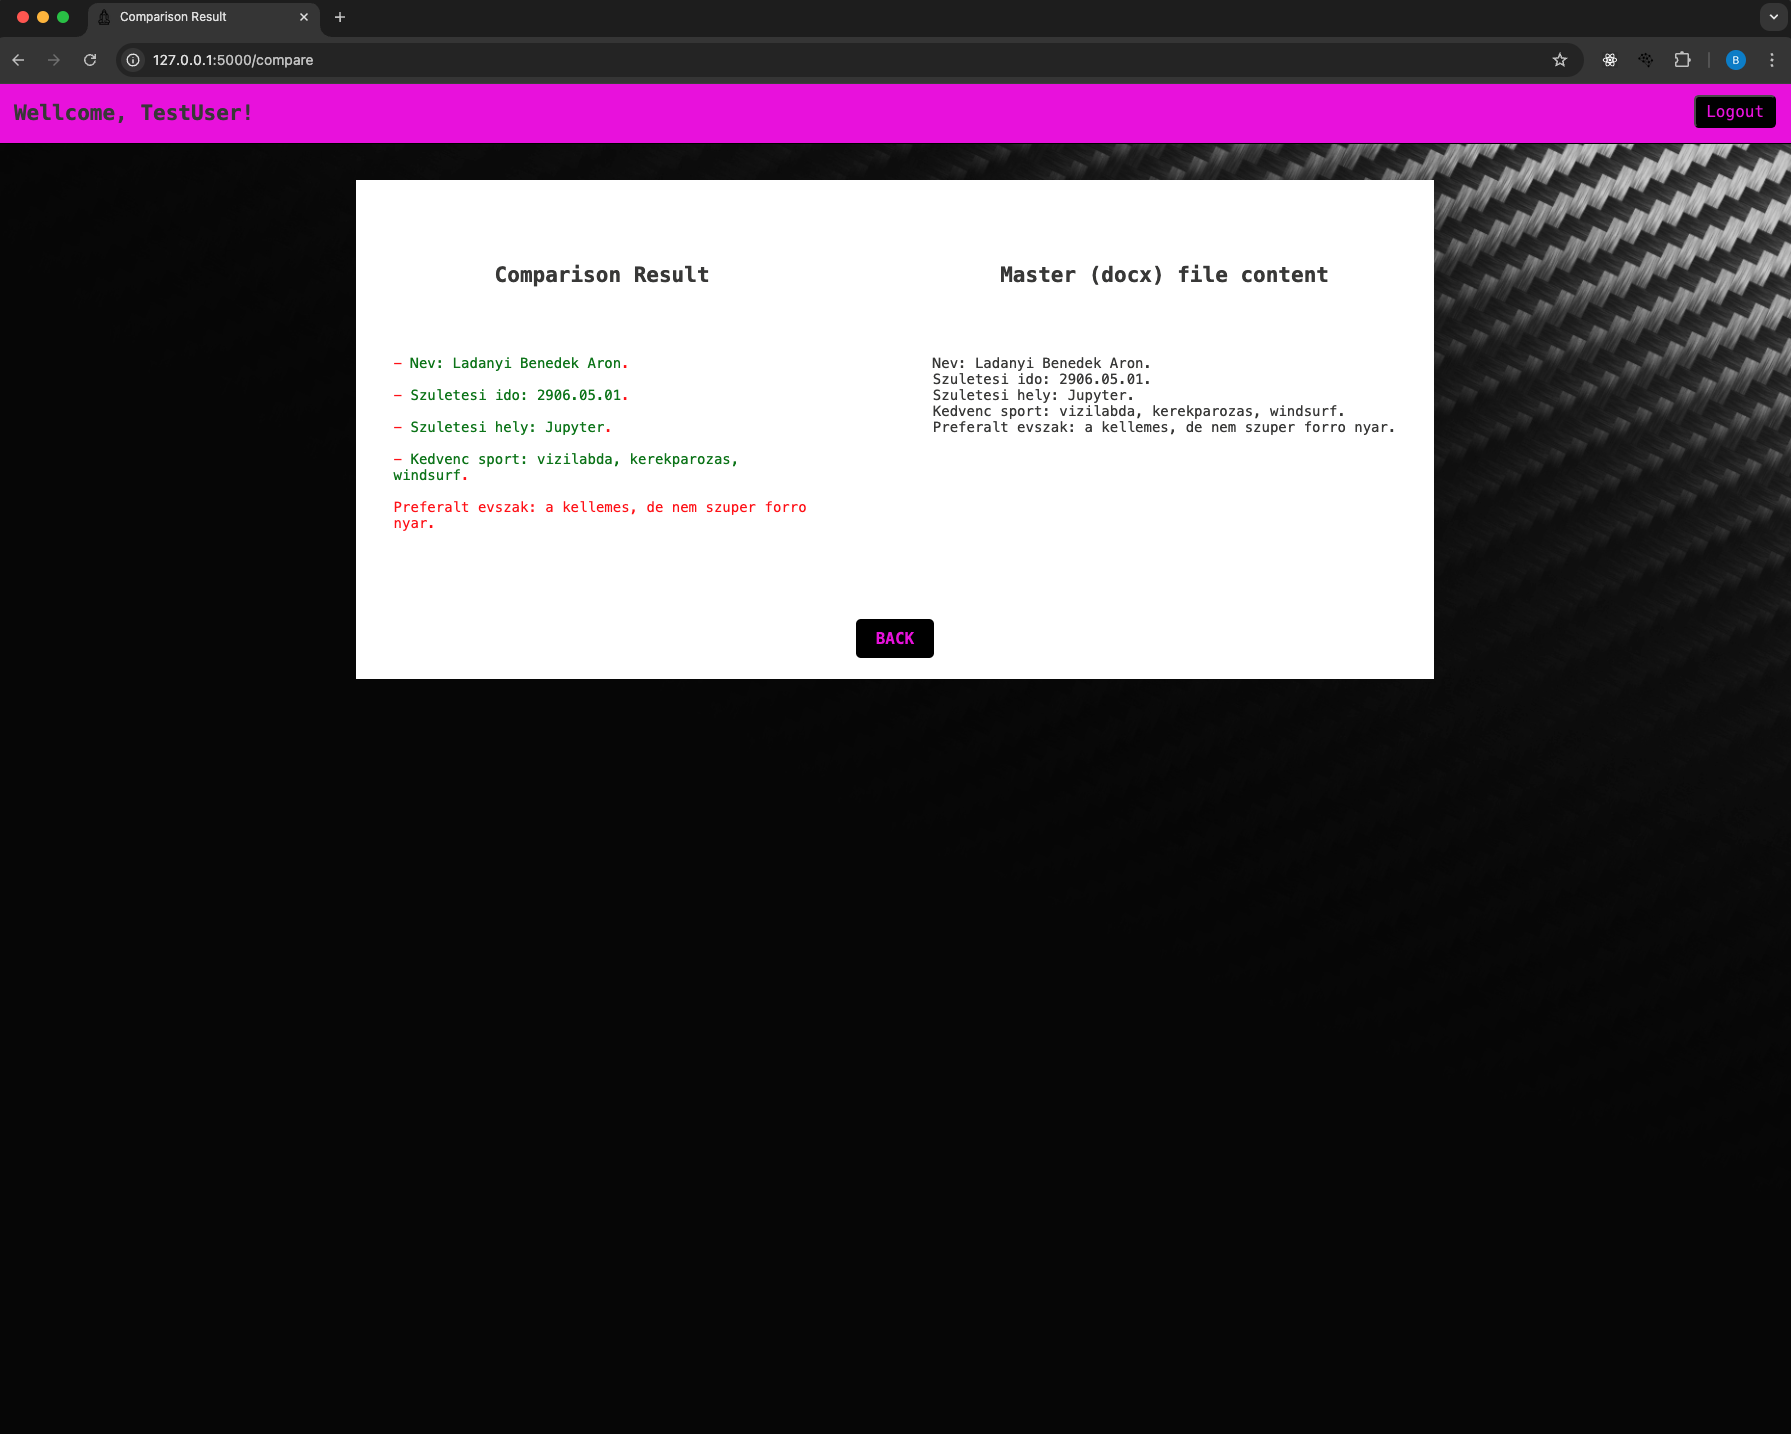 Comparison Result
127.0.0.1:5000/compare
B
Wellcome, TestUser!
Logout
Comparison Result
– Nev: Ladanyi Benedek Aron.
– Szuletesi ido: 2906.05.01.
– Szuletesi hely: Jupyter.
– Kedvenc sport: vizilabda, kerekparozas,
windsurf.
Preferalt evszak: a kellemes, de nem szuper forro
nyar.
Master (docx) file content
Nev: Ladanyi Benedek Aron.
Szuletesi ido: 2906.05.01.
Szuletesi hely: Jupyter.
Kedvenc sport: vizilabda, kerekparozas, windsurf.
Preferalt evszak: a kellemes, de nem szuper forro nyar.
BACK